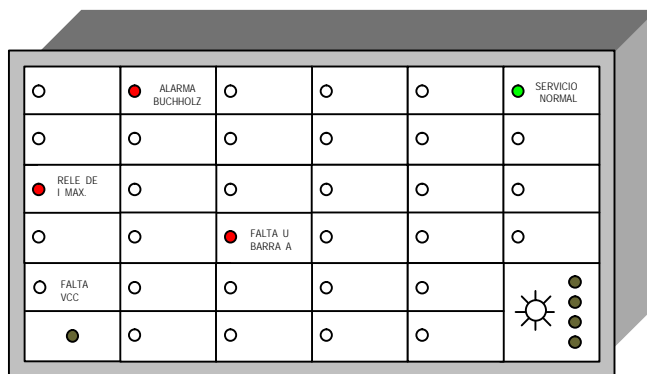 ALARMA
BUCHHOLZ
SERVICIO
NORMAL
RELE DE
I MAX.
FALTA U
BARRA A
FALTA
VCC